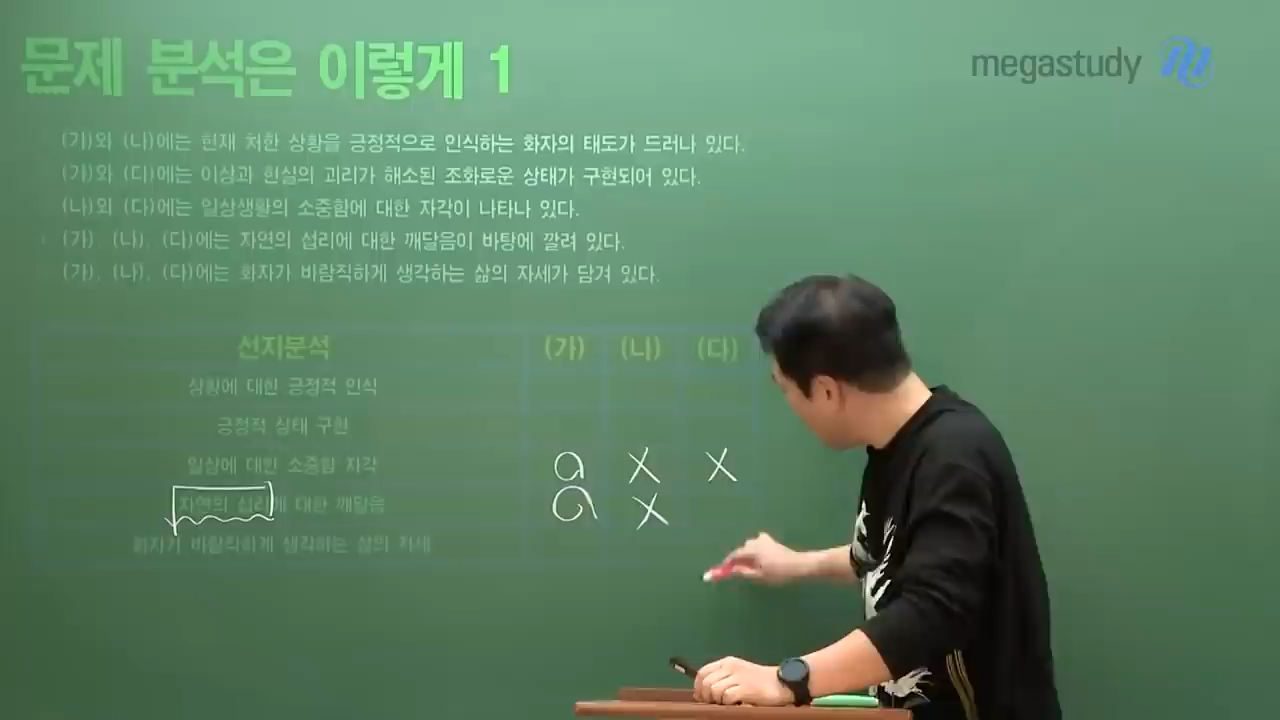 문제 분석은 이렇게 1
megastudy
(가)와 (나)에는 현재 처한 상황을 긍정적으로 인식하는 화자의 태도가 드러나 있다.
(가)와 (다)에는 이상과 현실의 괴리가 해소된 조화로운 상태가 구현되어 있다.
(나)와 (다)에는 일상생활의 소중함에 대한 자각이 나타나 있다.
(가), (나), (다)에는 자연의 섭리에 대한 깨달음이 바탕에 깔려 있다.
(가), (나), (다)에는 화자가 바람직하게 생각하는 삶의 자세가 담겨 있다.
선지분석 (가) (나) (다)
상황에 대한 긍정적 인식
긍정적 상태 구현
일상에 대한 소중함 자각 a X X
자연의 섭리에 대한 깨달음 a X
화자가 바람직하게 생각하는 삶의 자세